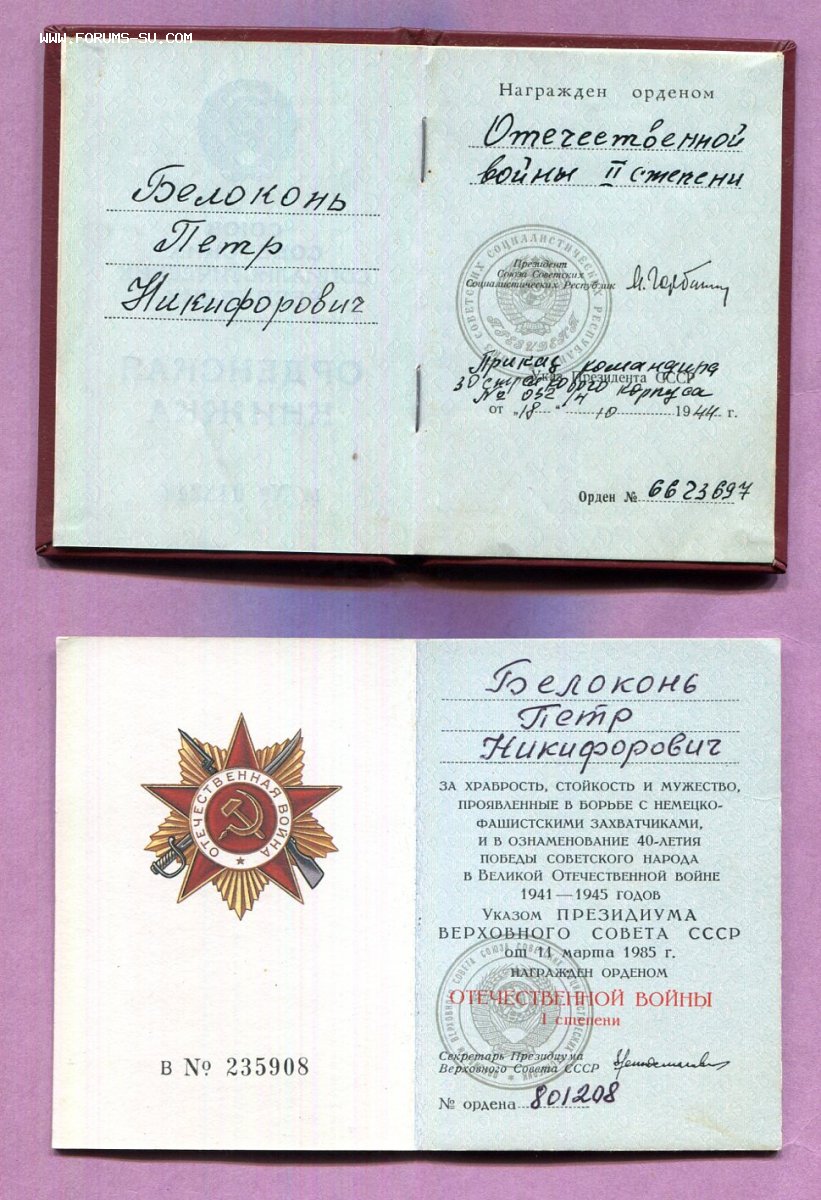 www.forums-su.com
Белоконь
Петр
Никифорович
Награжден орденом
Отечественной
войны II степени
Президент
Союза Советских
Социалистических Республик
Приказ командира
Указ Президента СССР
30 стрелкового корпуса
№ 052/н
от „18“ 10 1944 г.
Орден № 6623697
ОТЕЧЕСТВЕННАЯ ВОЙНА
В № 235908
Белоконь
Петр
Никифорович
ЗА ХРАБРОСТЬ, СТОЙКОСТЬ И МУЖЕСТВО,
ПРОЯВЛЕННЫЕ В БОРЬБЕ С НЕМЕЦКО-
ФАШИСТСКИМИ ЗАХВАТЧИКАМИ,
И В ОЗНАМЕНОВАНИЕ 40-ЛЕТИЯ
ПОБЕДЫ СОВЕТСКОГО НАРОДА
В ВЕЛИКОЙ ОТЕЧЕСТВЕННОЙ ВОЙНЕ
1941—1945 ГОДОВ
УКАЗОМ ПРЕЗИДИУМА
ВЕРХОВНОГО СОВЕТА СССР
от 11 марта 1985 г.
НАГРАЖДЕН ОРДЕНОМ
ОТЕЧЕСТВЕННОЙ ВОЙНЫ
I степени
Секретарь Президиума
Верховного Совета СССР
№ ордена 801208